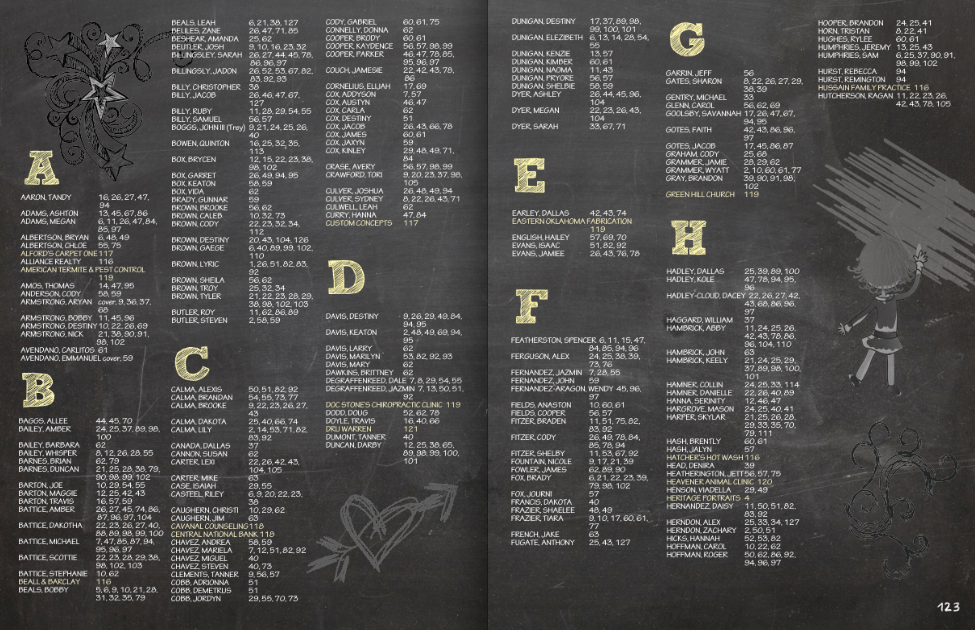 A
AARON, TANDY 16, 26, 27, 47,
94
ADAMS, ASHTON 13, 45, 67, 86
ADAMS, MEGAN 6, 11, 26, 47, 84,
85, 97
ALBERTSON, BRYAN 6, 48, 49
ALBERTSON, CHLOE 55, 75
ALFORD'S CARPET ONE 117
ALLIANCE REALTY 116
AMERICAN TERMITE & PEST CONTROL
119
AMOS, THOMAS 14, 47, 95
ANDERSON, CODY 58, 59
ARMSTRONG, ARYAN cover, 9, 36, 37,
68
ARMSTRONG, BOBBY 11, 45, 96
ARMSTRONG, DESTINY 10, 22, 26, 69
ARMSTRONG, NICK 21, 38, 90, 91,
98, 102
AVENDANO, CARLITOS 61
AVENDANO, EMMANUEL cover, 59
B
BAGGS, ALLEE 44, 45, 70
BAILEY, AMBER 24, 25, 37, 89, 98,
100
BAILEY, BARBARA 62
BAILEY, WHISPER 8, 12, 26, 28, 55
BARNES, BRIAN 62, 79
BARNES, DUNCAN 21, 25, 28, 38, 79,
90, 98, 99, 102
BARTON, JOE 10, 29, 54, 55
BARTON, MAGGIE 12, 25, 42, 43
BARTON, TRAVIS 16, 57, 59
BATTICE, AMBER 26, 27, 45, 74, 86,
87, 96, 97, 104
BATTICE, DAKOTHA 22, 23, 26, 27, 40,
88, 89, 98, 99, 100
BATTICE, MICHAEL 7, 47, 85, 87, 94,
95, 96, 97
BATTICE, SCOTTIE 22, 23, 28, 29, 38,
98, 102, 103
BATTICE, STEPHANIE 10, 62
BEALL & BARCLAY 116
BEALS, BOBBY 5, 6, 9, 10, 21, 28,
31, 32, 35, 79
BEALS, LEAH 6, 21, 38, 127
BELLES, ZANE 26, 47, 71, 85
BESHEAR, AMANDA 25, 62
BEUTLER, JOSH 9, 10, 16, 23, 32
BILLINGSLEY, SARAH 26, 27, 44, 45, 78,
86, 96, 97
BILLINGSLY, JADON 26, 52, 53, 67, 82,
83, 92, 93
BILLY, CHRISTOPHER 38
BILLY, JACOB 26, 46, 47, 67,
127
BILLY, RUBY 11, 28, 29, 54, 55
BILLY, SAMUEL 56, 57
BOGGS, JOHN III (Trey) 9, 21, 24, 25, 26,
40
BOWEN, QUINTON 16, 25, 32, 35,
113
BOX, BRYCEN 12, 15, 22, 23, 38,
98, 102
BOX, GARRET 26, 49, 94, 95
BOX, KEATON 58, 59
BOX, VIDA 62
BRADY, GUNNAR 59
BROWN, BROOKE 56, 62
BROWN, CALEB 10, 32, 73
BROWN, CODY 22, 23, 32, 34,
112
BROWN, DESTINY 20, 43, 104, 126
BROWN, GAEGE 6, 40, 89, 99, 102,
110
BROWN, LYRIC 1, 26, 51, 82, 83,
92
BROWN, SHEILA 56, 62
BROWN, TROY 25, 32, 34
BROWN, TYLER 21, 22, 23, 28, 29,
38, 98, 102, 103
BUTLER, ROY 11, 62, 86, 89
BUTLER, STEVEN 2, 58, 59
C
CALMA, ALEXIS 50, 51, 82, 92
CALMA, BRANDAN 54, 55, 73, 77
CALMA, BROOKE 9, 22, 23, 26, 27,
43
CALMA, DAKOTA 25, 40, 66, 74
CALMA, LILY 2, 14, 53, 71, 82,
83, 92
CANADA, DALLAS 37
CANNON, SUSAN 62
CARTER, LEXI 22, 26, 42, 43,
104, 105
CARTER, MIKE 63
CASE, ISAIAH 29, 55
CASTEEL, RILEY 6, 9, 20, 22, 23,
38
CAUGHERN, CHRISTI 10, 29, 62
CAUGHERN, JIM 63
CAVANAL COUNSELING 118
CENTRAL NATIONAL BANK 118
CHAVEZ, ANDREA 58, 59
CHAVEZ, MARIELA 7, 12, 51, 82, 92
CHAVEZ, MIGUEL 40
CHAVEZ, STEVEN 40, 73
CLEMENTS, TANNER 9, 56, 57
COBB, ADRIONNA 51
COBB, DEMETRUS 51
COBB, JORDYN 29, 55, 70, 73
CODY, GABRIEL 60, 61, 75
CONNELLY, DONNA 62
COOPER, BRODY 100, 101
COOPER, KAYDENCE 56, 57, 98, 99
COOPER, PARKER 46, 47, 78, 85,
95, 96, 97
COUCH, JAMESIE 22, 42, 43, 78,
86
CORNELIUS, ELIJAH 17, 69
COX, ADDYSON 7, 57
COX, AUSTYN 46, 47
COX, CARLA 62
COX, DESTINY 51
COX, JACOB 26, 43, 66, 78
COX, JAMES 60, 61
COX, JAXYN 59
COX, KINLEY 29, 48, 49, 71,
84
CRASE, AVERY 56, 57, 98, 99
CRAWFORD, TORI 9, 20, 23, 37, 98,
105
CULVER, JOSHUA 26, 48, 49, 94
CULVER, SYDNEY 8, 22, 26, 43, 71
CULWELL, LEAH 62
CURRY, HANNA 47, 84
CUSTOM CONCEPTS 117
D
DAVIS, DESTINY 9, 26, 29, 49, 84,
94, 95
DAVIS, KEATON 2, 48, 49, 69, 94,
95
DAVIS, LARRY 62
DAVIS, MARILYN 53, 82, 92, 93
DAVIS, MARY 62
DAWKINS, BRITTNEY 62
DEGRAFFENREED, DALE 7, 8, 29, 54, 55
DEGRAFFENREED, JAZMIN 7, 13, 50, 51,
92
DOC STONE'S CHIROPRACTIC CLINIC 119
DODD, DOUG 52, 62, 78
DOYLE, TRAVIS 16, 40, 66
DRU WARREN 121
DUMONT, TANNER 40
DUNCAN, DARBY 12, 25, 38, 65,
89, 98, 99, 100,
101
DUNIGAN, DESTINY 17, 37, 89, 98,
99, 100, 101
DUNIGAN, ELEZIBETH 6, 13, 14, 28, 54,
55
DUNIGAN, KENZIE 13, 57
DUNIGAN, KIMBER 60, 61
DUNIGAN, NAOMA 11, 43
DUNIGAN, PRYORE 56, 57
DUNIGAN, SHELBIE 58, 59
DYER, ASHLEY 26, 44, 45, 96,
104
DYER, MEGAN 22, 23, 26, 43,
104
DYER, SARAH 33, 67, 71
E
EARLEY, DALLAS 42, 43, 74
EASTERN OKLAHOMA FABRICATION
119
ENGLISH, HAILEY 57, 69, 70
EVANS, ISAAC 51, 82, 92
EVANS, JAMIEE 26, 43, 76, 78
F
FEATHERSTON, SPENCER 6, 11, 15, 47,
84, 85, 94, 96
FERGUSON, ALEX 24, 25, 38, 39,
73, 76
FERNANDEZ, JAZMIN 7, 28, 55
FERNANDEZ, JOHN 59
FERNANDEZ-ARAGON, WENDY 45, 96,
97
FIELDS, ANASTON 10, 60, 61
FIELDS, COOPER 56, 57
FITZER, BRADEN 11, 51, 75, 82,
83, 92
FITZER, CODY 26, 49, 78, 84,
85, 95
FITZER, SHELBY 11, 53, 67, 92
FOUNTAIN, NICOLE 9, 17, 21, 39
FOWLER, JAMES 62, 89, 90
FOX, BRADY 6, 21, 22, 23, 39,
79, 98, 102
FOX, JOURNI 57
FRANCIS, DAKOTA 40
FRAZIER, SHAELEE 48, 49
FRAZIER, TIARA 9, 10, 17, 60, 61,
77
FRENCH, JAKE 63
FUGATE, ANTHONY 25, 43, 127
G
GARRIN, JEFF 56
GATES, SHARON 8, 22, 26, 27, 29,
38, 39
GENTRY, MICHAEL 33
GLENN, CAROL 56, 62, 69
GOOLSBY, SAVANNAH 17, 26, 47, 67,
94, 95
GOTES, FAITH 42, 43, 86, 96,
97
GOTES, JACOB 17, 45, 86, 87
GRAHAM, CODY 25, 68
GRAMMER, JAMIE 28, 29, 62
GRAMMER, WYATT 2, 10, 60, 61, 77
GRAY, BRANDON 39, 90, 91, 98,
102
GREEN HILL CHURCH 119
H
HADLEY, DALLAS 25, 39, 89, 100
HADLEY, KOLE 47, 78, 94, 95,
96
HADLEY-CLOUD, DACEY 22, 26, 27, 42,
43, 68, 86, 96,
97
HAGGARD, WILLIAM 37
HAMBRICK, ABBY 11, 24, 25, 26,
42, 43, 78, 86,
96, 104, 110
HAMBRICK, JOHN 63
HAMBRICK, KEELY 21, 24, 25, 29,
37, 89, 98, 100,
101
HAMNER, COLLIN 24, 25, 33, 114
HAMNER, DANIELLE 22, 26, 40, 89
HANNA, SERINITY 12, 46, 47
HARGROVE, MASON 24, 25, 40, 41
HARPER, SKYLAR 21, 25, 26, 28,
29, 33, 35, 70,
79, 111
HASH, BRENTLY 60, 61
HASH, JALYN 57
HATCHER'S HOT WASH 116
HEAD, DENIRA 39
HEATHERINGTON, JETT 56, 57, 75
HEAVENER ANIMAL CLINIC 120
HENSON, VIADELLA 29, 49
HERITAGE PORTRAITS 4
HERNANDEZ, DAISY 11, 50, 51, 82,
83, 92
HERNDON, ALEX 25, 33, 34, 127
HERNDON, ZACHARY 2, 50, 51
HICKS, HANNAH 52, 53, 82
HOFFMAN, CAROL 10, 22, 62
HOFFMAN, ROGER 50, 62, 86, 92,
94, 96, 97
HOOPER, BRANDON 24, 25, 41
HORN, TRISTAN 8, 22, 41
HUGHES, RYLEE 60, 61
HUMPHRIES, JEREMY 13, 25, 43
HUMPHRIES, SAM 6, 25, 37, 90, 91,
98, 99, 102
HURST, REBECCA 94
HURST, REMINGTON 94
HUSSAIN FAMILY PRACTICE 116
HUTCHERSON, RAGAN 11, 22, 23, 26,
42, 43, 78, 105
123